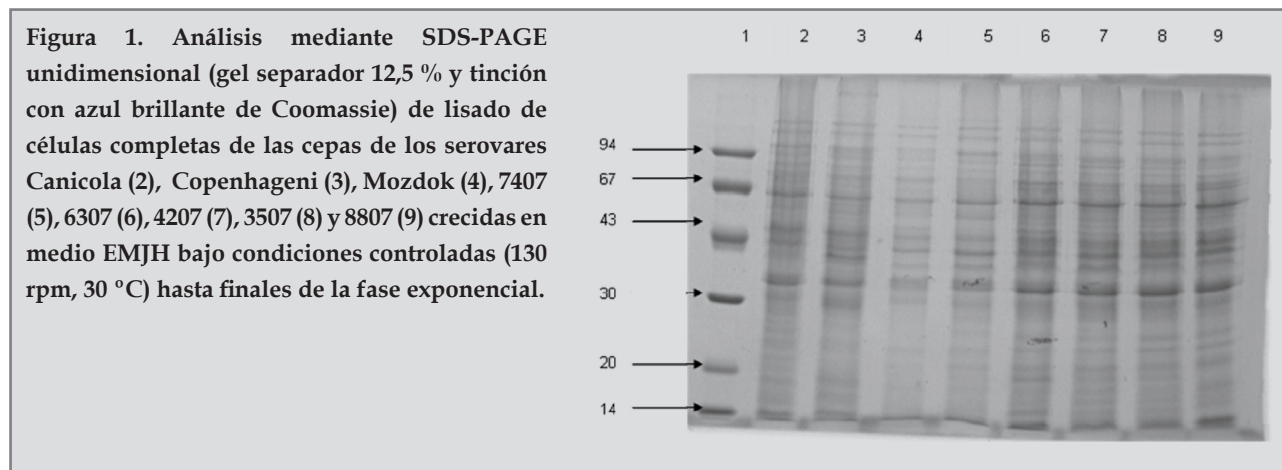 Figura 1. Análisis mediante SDS-PAGE
unidimensional (gel separador 12,5 % y tinción
con azul brillante de Coomassie) de lisado de
células completas de las cepas de los serovares
Canicola (2), Copenhageni (3), Mozdok (4), 7407
(5), 6307 (6), 4207 (7), 3507 (8) y 8807 (9) crecidas en
medio EMJH bajo condiciones controladas (130
rpm, 30 ºC) hasta finales de la fase exponencial.
1 2 3 4 5 6 7 8 9
94
67
43
30
20
14